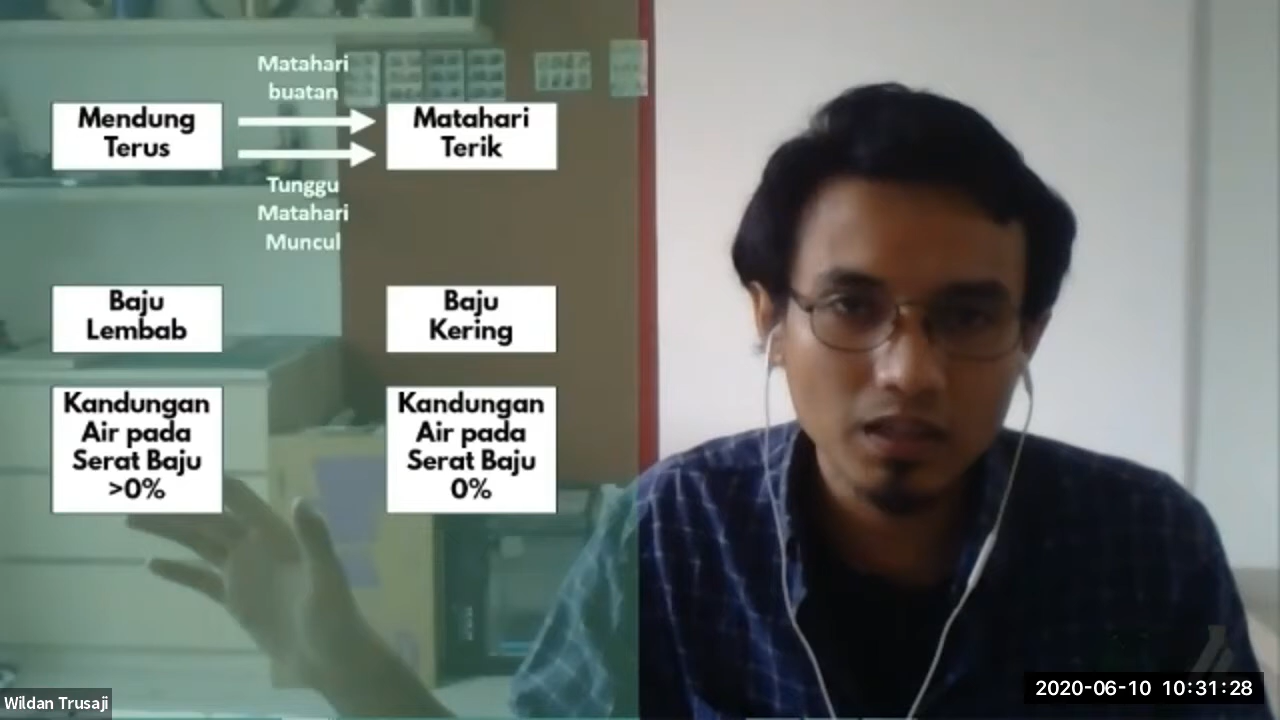 Matahari
buatan
Mendung
Terus
Matahari
Terik
Tunggu
Matahari
Muncul
Baju
Lembab
Baju
Kering
Kandungan
Air pada
Serat Baju
>0%
Kandungan
Air pada
Serat Baju
0%
Wildan Trusaji
2020-06-10 10:31:28